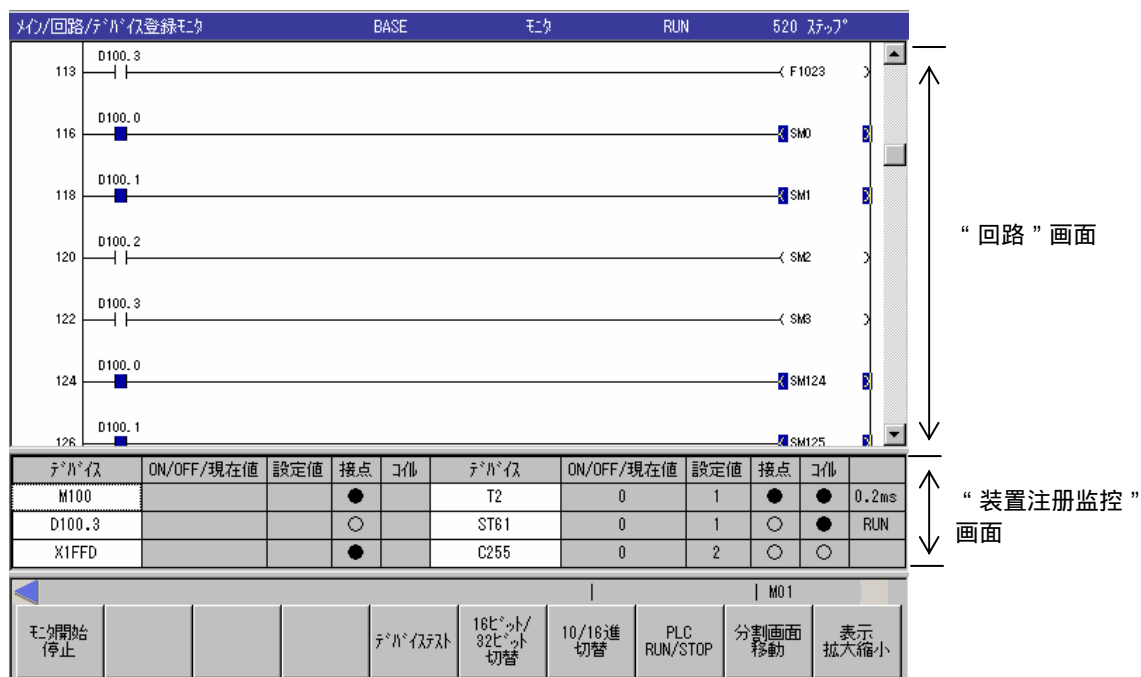 ﾒｲﾝ/回路/ﾃﾞﾊﾞｲｽ登録ﾓﾆﾀ BASE ﾓﾆﾀ RUN 520 ｽﾃｯﾌﾟ
D100.3
113 F1023
D100.0
116 SM0
D100.1
118 SM1
D100.2
120 SM2
D100.3
122 SM3
D100.0
124 SM124
D100.1
126 SM125
“回路”画面
ﾃﾞﾊﾞｲｽ ON/OFF/現在値 設定値 接点 ｺｲﾙ ﾃﾞﾊﾞｲｽ ON/OFF/現在値 設定値 接点 ｺｲﾙ
M100 ● T2 0 1 ● ● 0.2ms
D100.3 ○ ST61 0 1 ○ ● RUN
X1FFD ● C255 0 2 ○ ○
“装置注册监控”
画面
M01
ﾓﾆﾀ開始
停止
ﾃﾞﾊﾞｲｽﾃｽﾄ
16ﾋﾞｯﾄ/
32ﾋﾞｯﾄ
切替
10/16進
切替
PLC
RUN/STOP
分割画面
移動
表示
拡大縮小